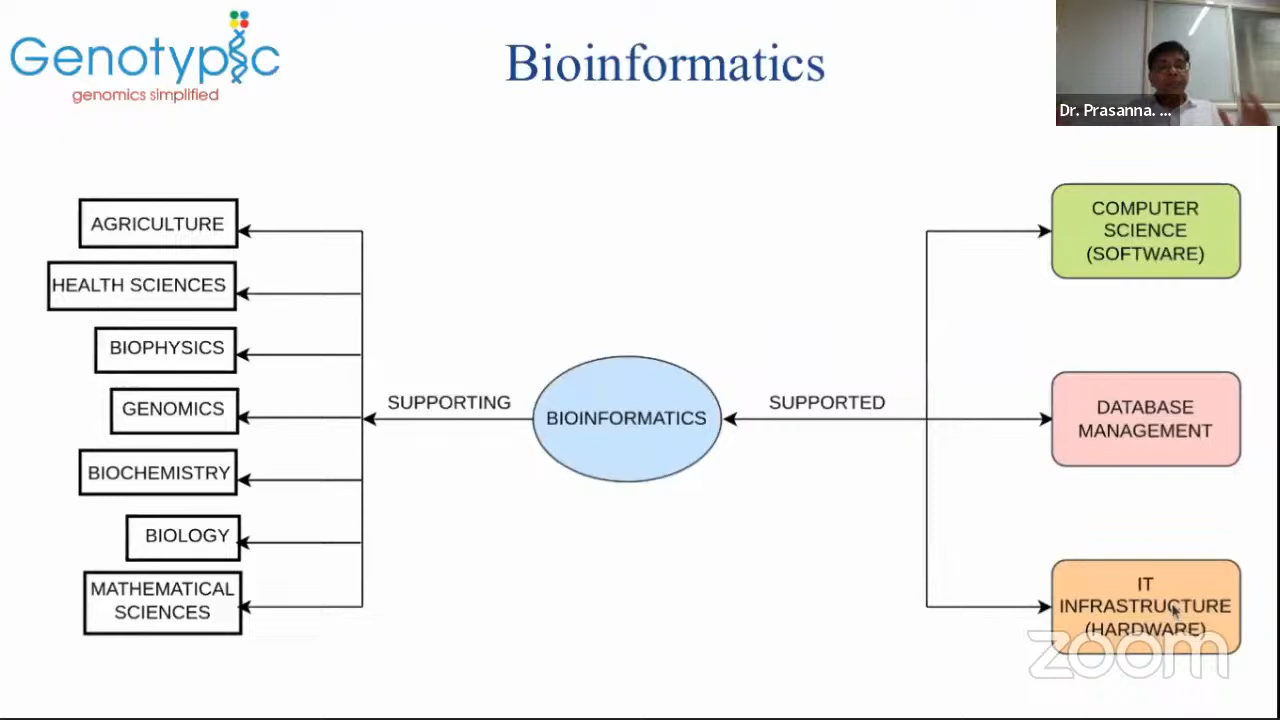 Genotypic
genomics simplified
Bioinformatics
Dr. Prasanna. ...
AGRICULTURE
HEALTH SCIENCES
BIOPHYSICS
GENOMICS
BIOCHEMISTRY
BIOLOGY
MATHEMATICAL
SCIENCES
SUPPORTING
BIOINFORMATICS
SUPPORTED
COMPUTER
SCIENCE
(SOFTWARE)
DATABASE
MANAGEMENT
IT
INFRASTRUCTURE
(HARDWARE)
zoom